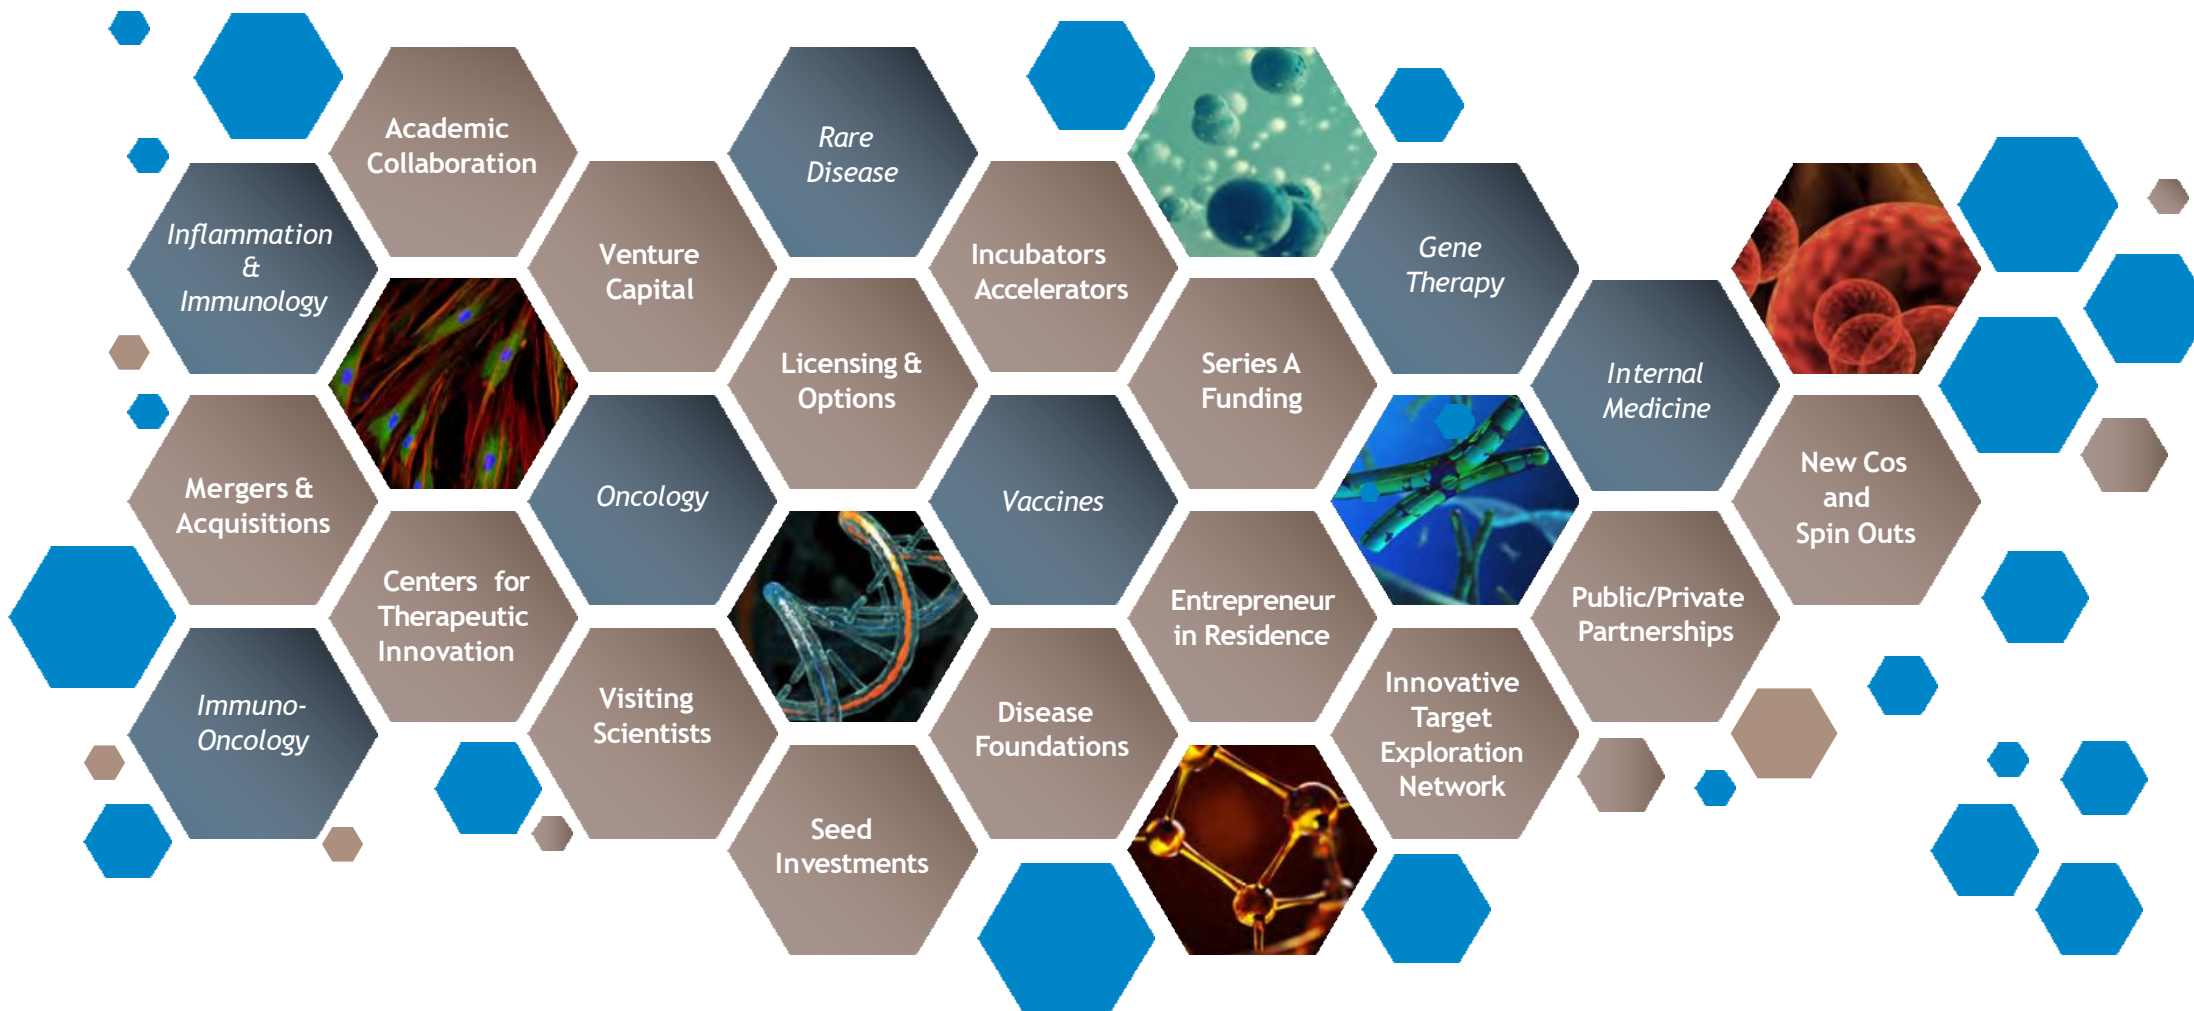 Academic
Collaboration
Rare
Disease
Inflammation
&
Immunology
Venture
Capital
Incubators
Accelerators
Gene
Therapy
Licensing &
Options
Series A
Funding
Internal
Medicine
Mergers &
Acquisitions
Oncology
Vaccines
New Cos
and
Spin Outs
Centers for
Therapeutic
Innovation
Entrepreneur
in Residence
Public/Private
Partnerships
Immuno-
Oncology
Visiting
Scientists
Disease
Foundations
Innovative
Target
Exploration
Network
Seed
Investments